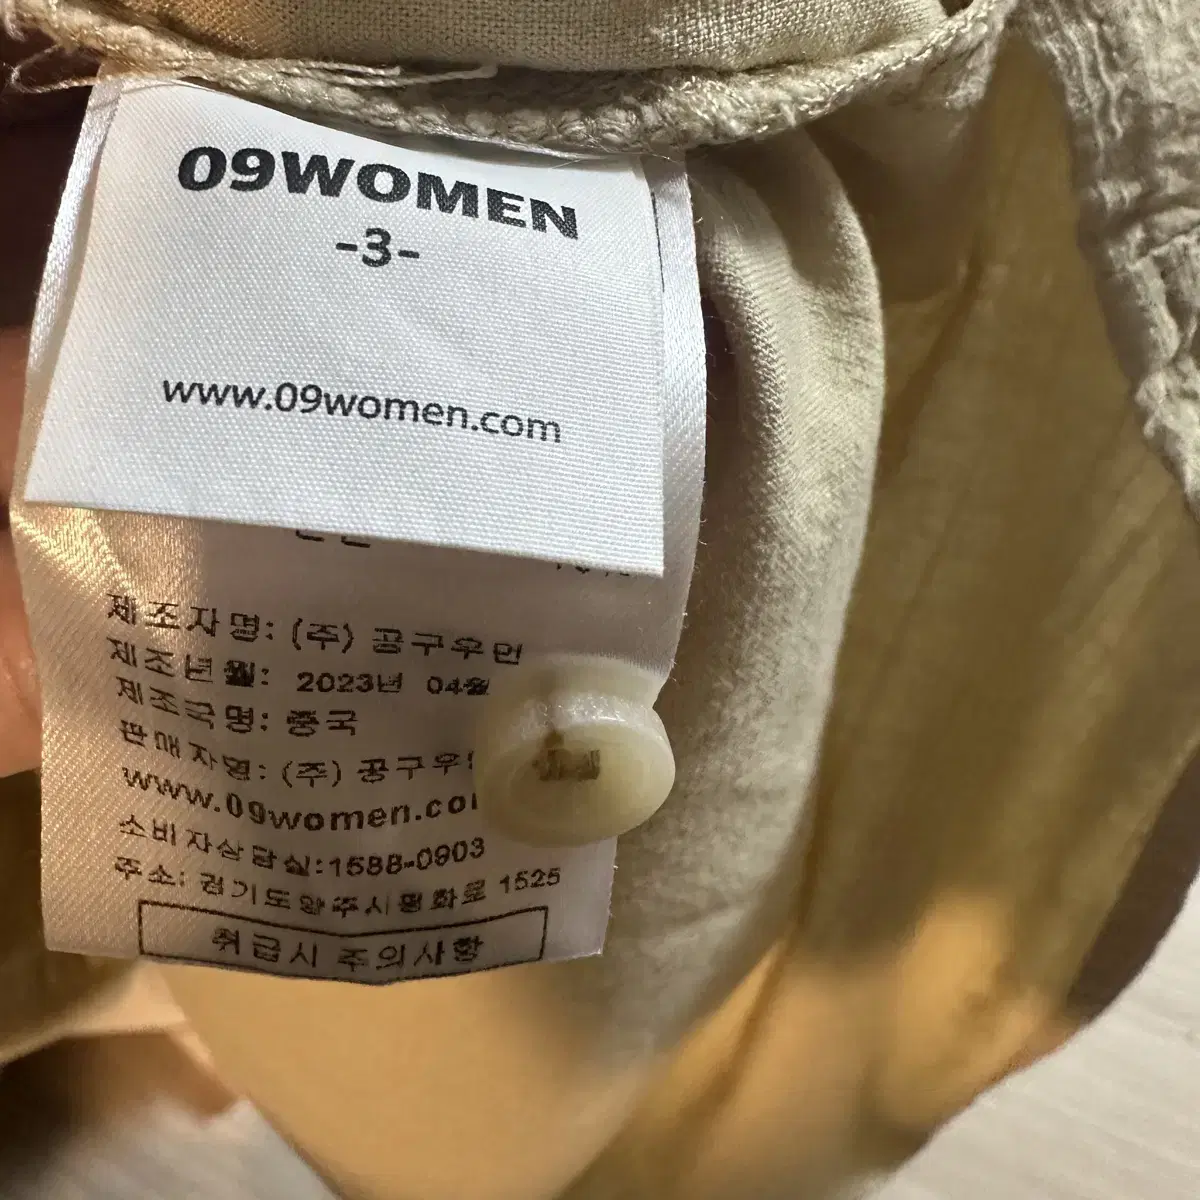 09WOMEN
-3-
www.09women.com
제조자명: (주) 공구우먼
제조년월: 2023년 04월
제조국명: 중국
판매자명: (주) 공구우
www.09women.co
소비자상담실:1588-0903
주소: 경기도양주시평화로 1525
취급시 주의사항